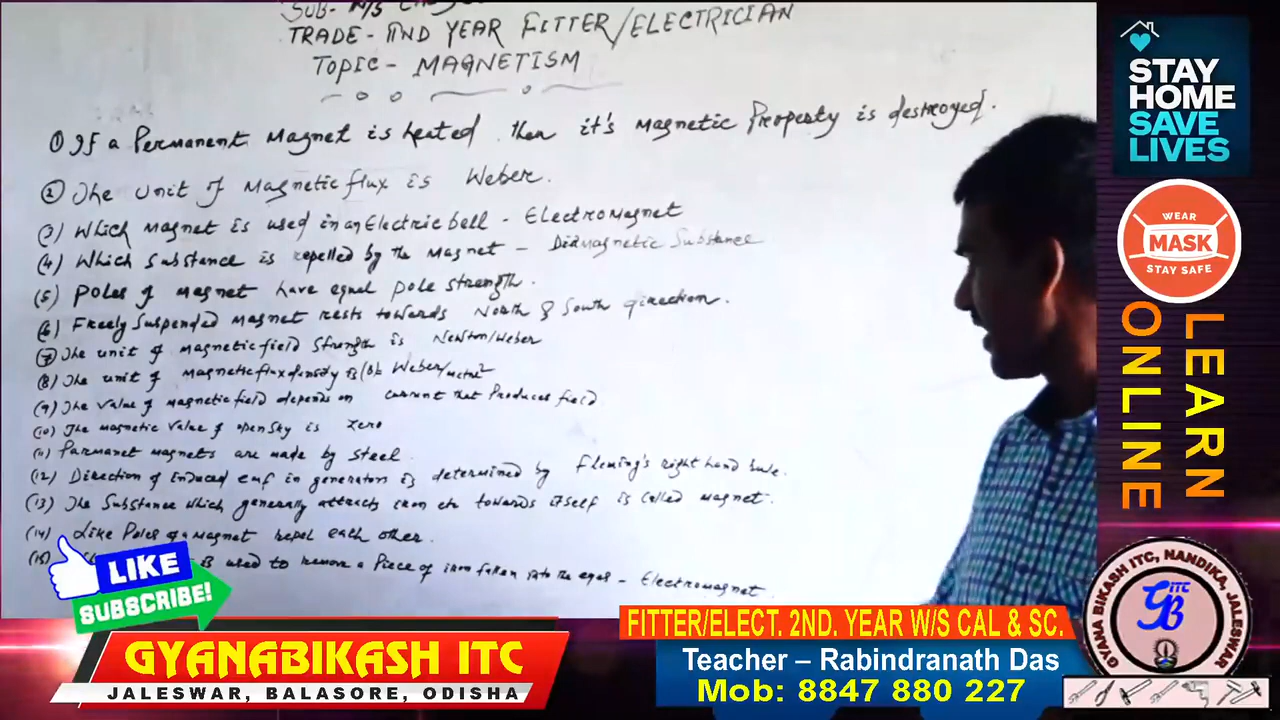 SUB- W/S
TRADE- IInd YEAR FITTER/ELECTRICIAN
TOPIC- MAGNETISM
① If a Permanent Magnet is heated then it's Magnetic Property is destroyed.
② The Unit of Magnetic flux is Weber.
(3) Which Magnet is used in an Electric bell - ElectroMagnet
(4) Which Substance is repelled by the Magnet - Diamagnetic Substance
(5) Poles of Magnet have equal pole strength.
(6) Freely Suspended Magnet rests towards North & South direction.
(7) The unit of magnetic field strength is Newton/Weber
(8) The unit of Magnetic flux density is Weber/metre²
(9) The value of magnetic field depends on current that Produces field.
(10) The magnetic value of open sky is Zero
(11) Parmanet magnets are made by Steel.
(12) Direction of induced emf in generators is determined by Fleming's right hand rule.
(13) The Substance which generally attracts iron etc towards itself is called magnet.
(14) Like Poles of a Magnet repel each other.
(15) is used to remove a Piece of iron fallen into the eyes - Electromagnet
STAY
HOME
SAVE
LIVES
WEAR
MASK
STAY SAFE
LEARN
ONLINE
GYANA BIKASH ITC, NANDIKA, JALESWAR
ITC
GB
LIKE
SUBSCRIBE!
GYANABIKASH ITC
JALESWAR, BALASORE, ODISHA
FITTER/ELECT. 2ND. YEAR W/S CAL & SC.
Teacher – Rabindranath Das
Mob: 8847 880 227